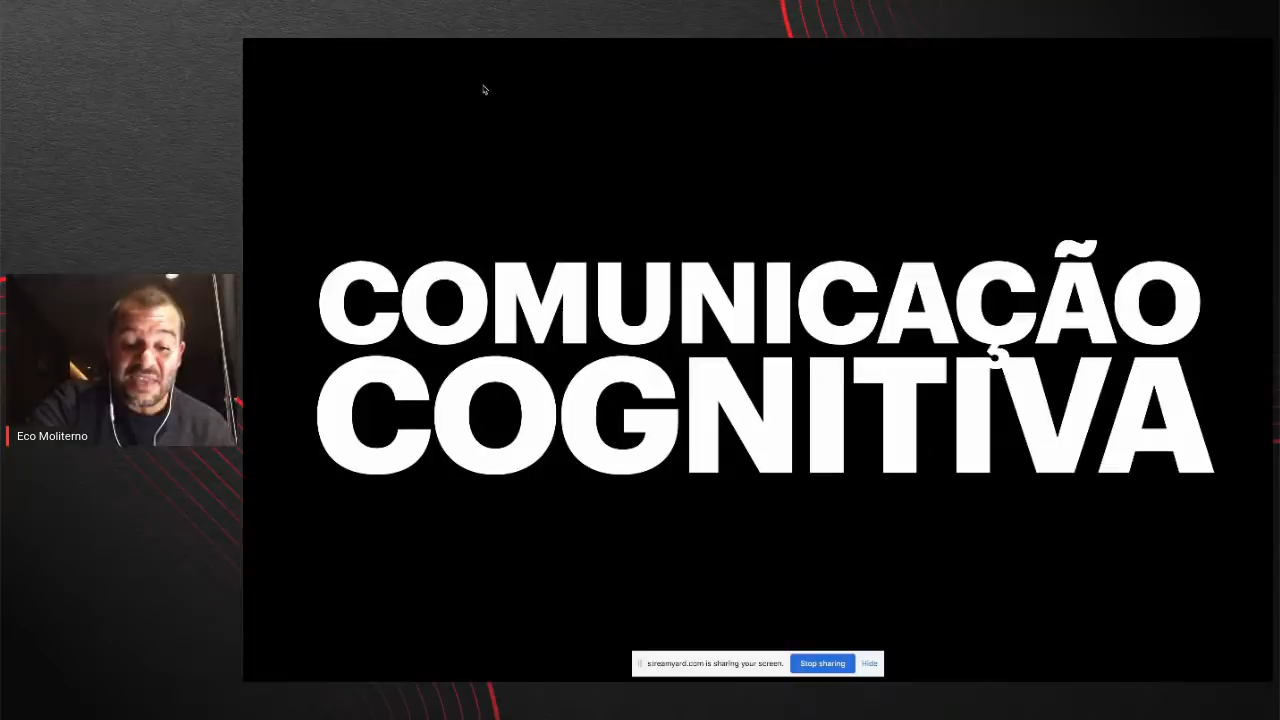 COMUNICAÇÃO
COGNITIVA
Eco Moliterno
streamyard.com is sharing your screen. Stop sharing Hide